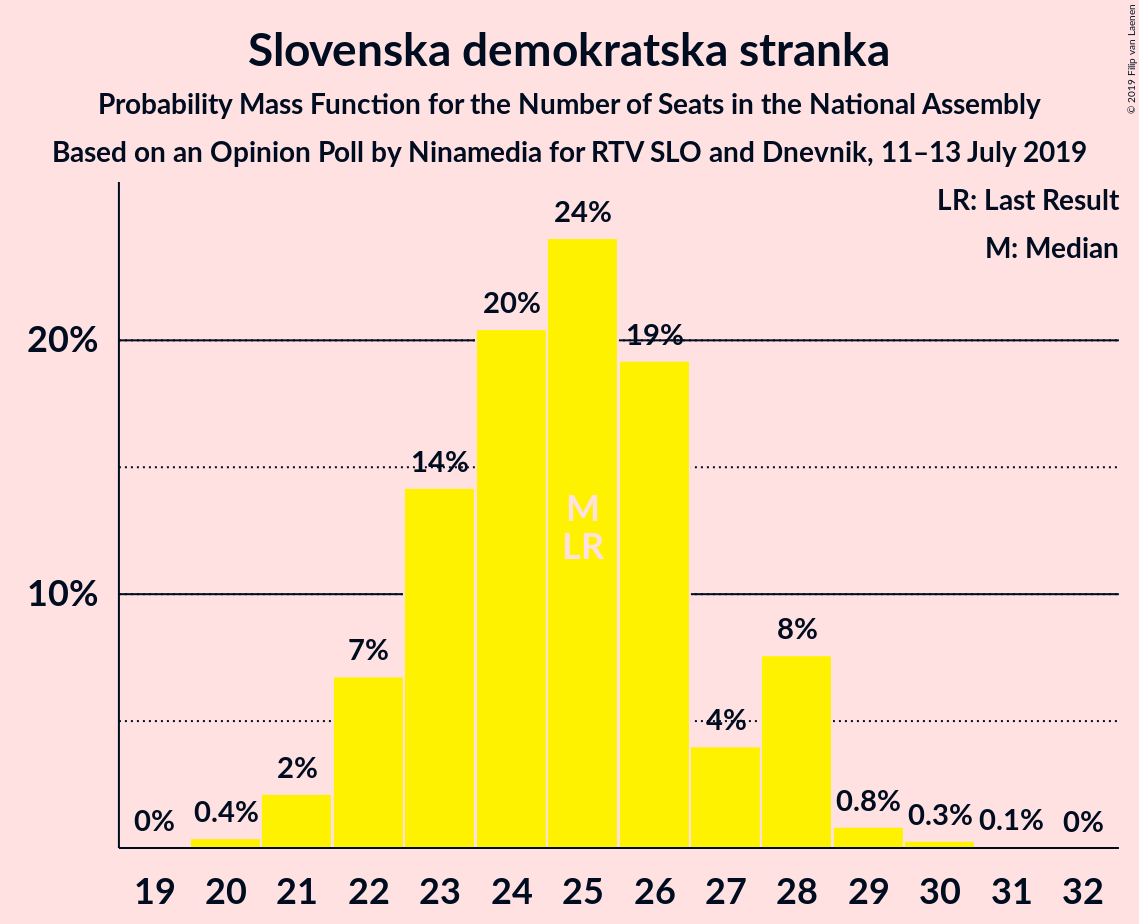 Slovenska demokratska stranka
Probability Mass Function for the Number of Seats in the National Assembly
Based on an Opinion Poll by Ninamedia for RTV SLO and Dnevnik, 11–13 July 2019
© 2019 Filip van Laenen
LR: Last Result
M: Median
20%
10%
0%
0.4%
2%
7%
14%
20%
24%
19%
4%
8%
0.8%
0.3%
0.1%
0%
M
LR
19 20 21 22 23 24 25 26 27 28 29 30 31 32